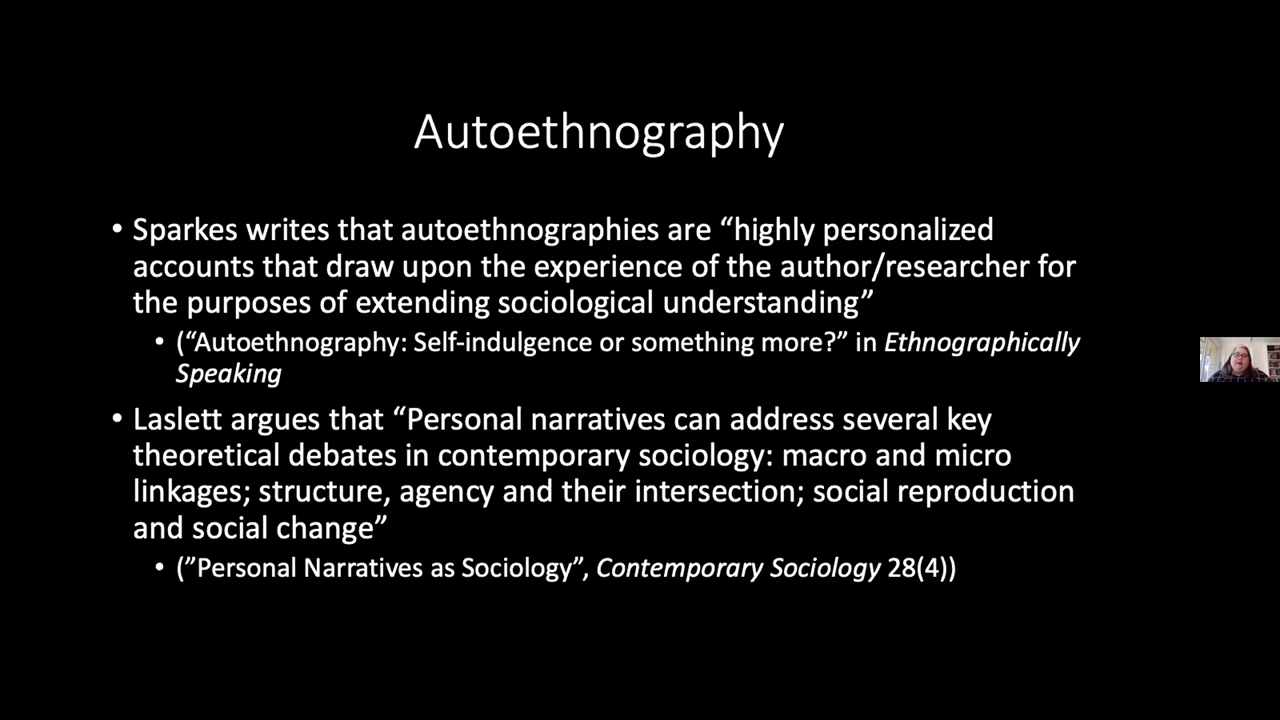 Autoethnography
• Sparkes writes that autoethnographies are “highly personalized
accounts that draw upon the experience of the author/researcher for
the purposes of extending sociological understanding”
• (“Autoethnography: Self-indulgence or something more?” in Ethnographically
Speaking
• Laslett argues that “Personal narratives can address several key
theoretical debates in contemporary sociology: macro and micro
linkages; structure, agency and their intersection; social reproduction
and social change”
• (”Personal Narratives as Sociology”, Contemporary Sociology 28(4))